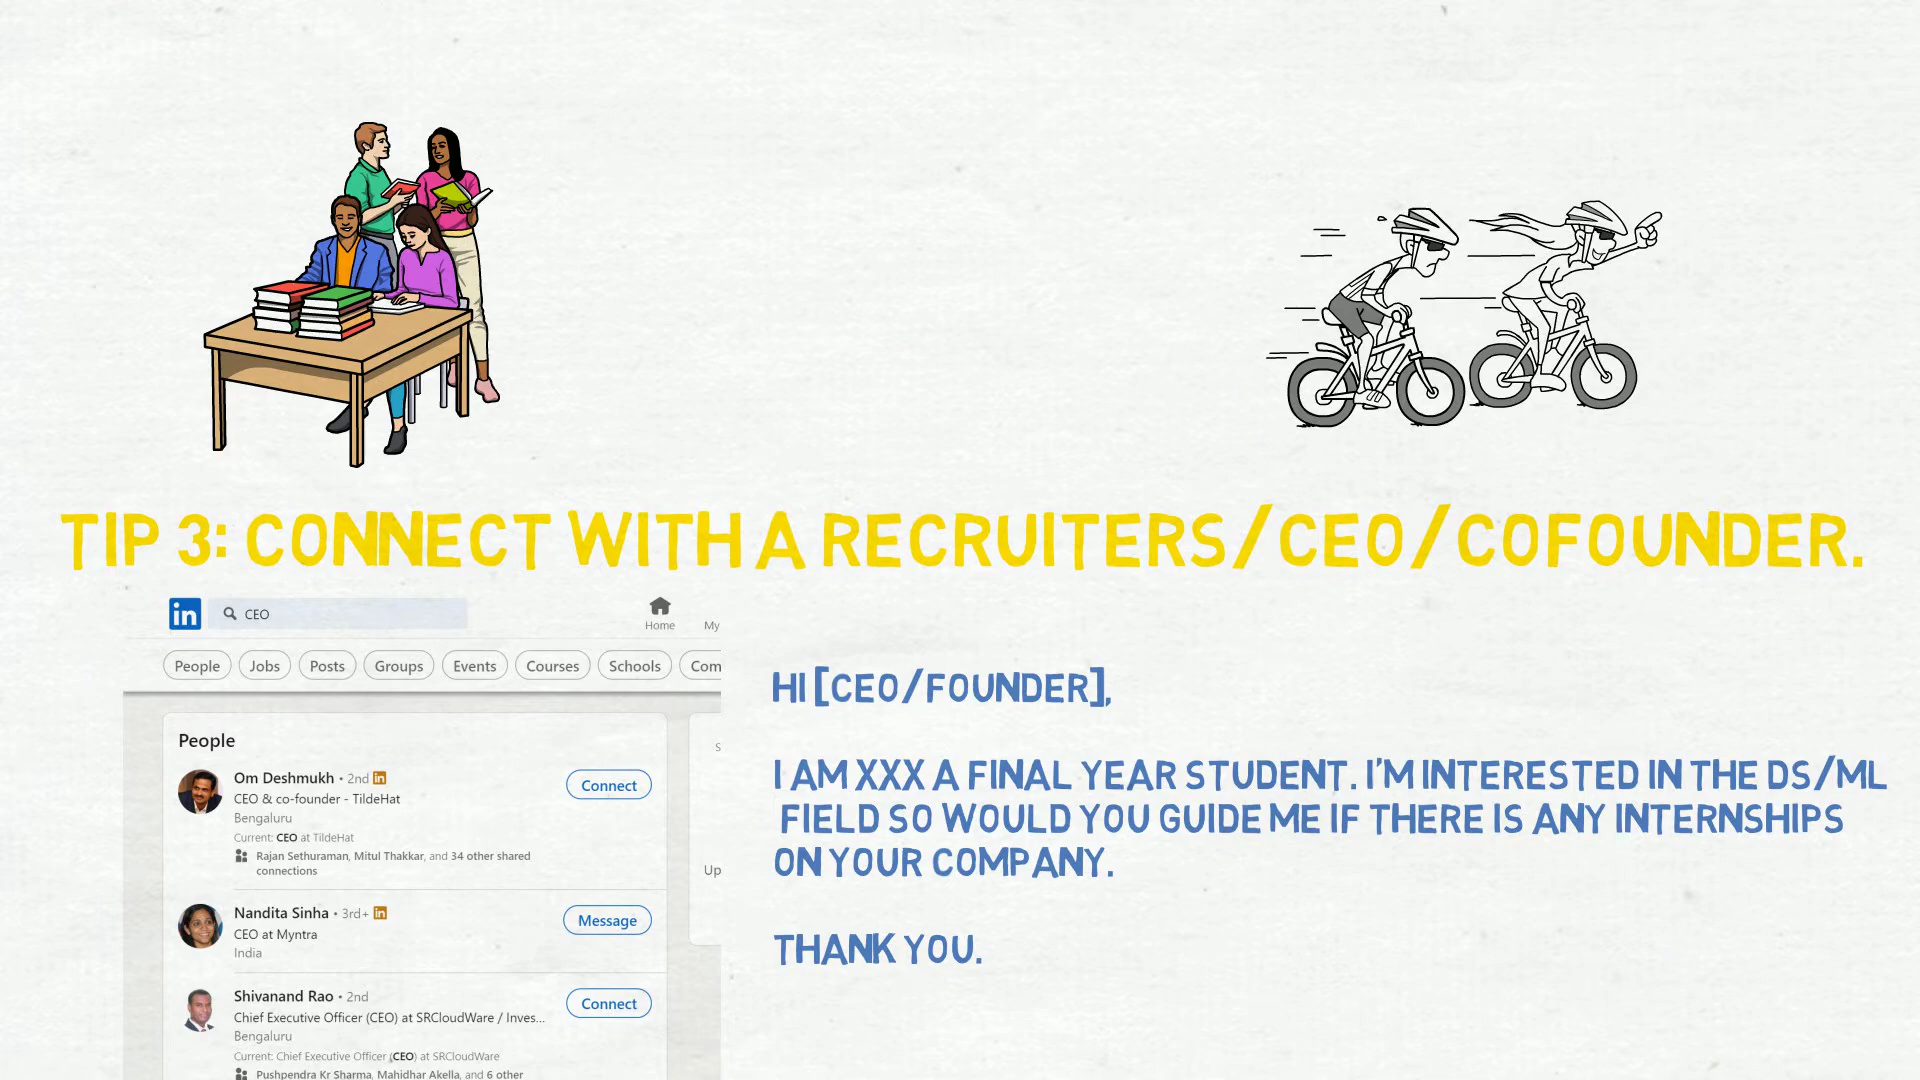 TIP 3: CONNECT WITH A RECRUITERS/CEO/COFOUNDER.
in
CEO
Home
My
People
Jobs
Posts
Groups
Events
Courses
Schools
Com
People
Om Deshmukh • 2nd in
CEO & co-founder - TildeHat
Bengaluru
Current: CEO at TildeHat
Rajan Sethuraman, Mitul Thakkar, and 34 other shared
connections
Connect
Nandita Sinha • 3rd+ in
CEO at Myntra
India
Message
Shivanand Rao • 2nd
Chief Executive Officer (CEO) at SRCloudWare / Inves...
Bengaluru
Current: Chief Executive Officer (CEO) at SRCloudWare
Pushpendra Kr Sharma, Mahidhar Akella, and 6 other
Connect
S
Up
HI [CEO/FOUNDER],
I AM XXX A FINAL YEAR STUDENT. I'M INTERESTED IN THE DS/ML
FIELD SO WOULD YOU GUIDE ME IF THERE IS ANY INTERNSHIPS
ON YOUR COMPANY.
THANK YOU.